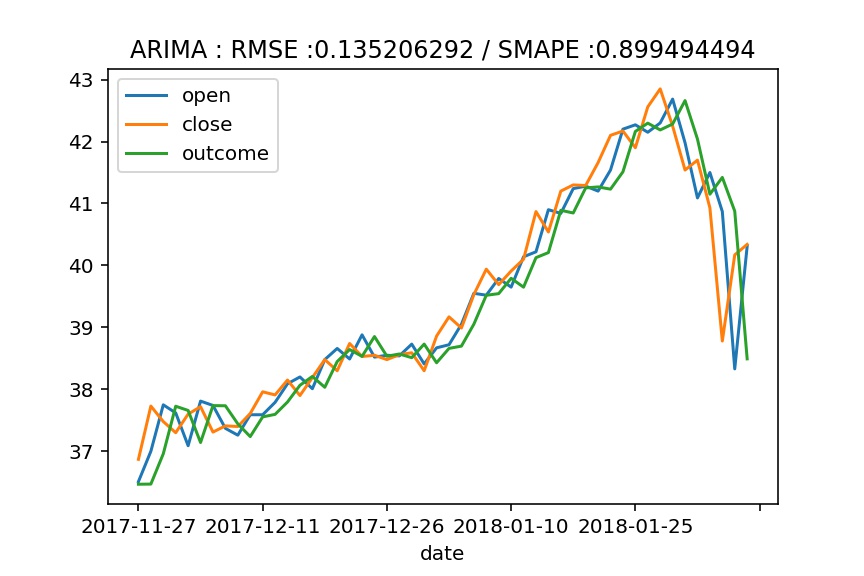 ARIMA : RMSE :0.135206292 / SMAPE :0.899494494
open
close
outcome
43
42
41
40
39
38
37
2017-11-27 2017-12-11 2017-12-26 2018-01-10 2018-01-25
date